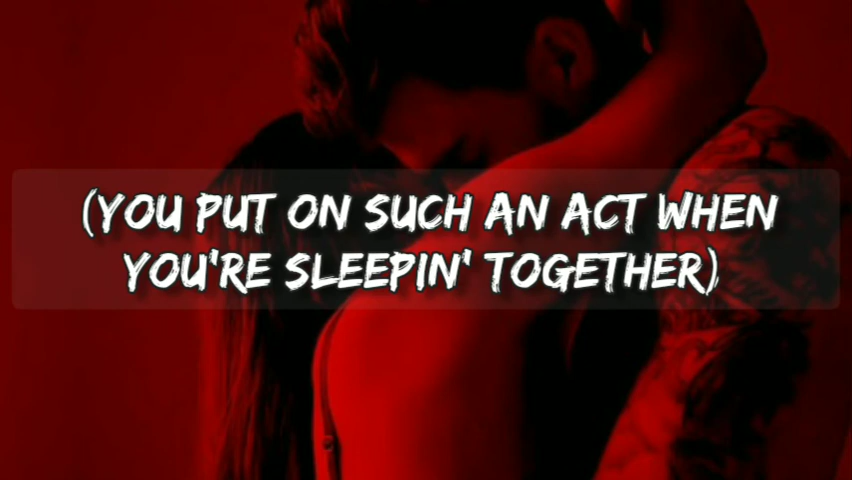 (YOU PUT ON SUCH AN ACT WHEN
YOU'RE SLEEPIN' TOGETHER)